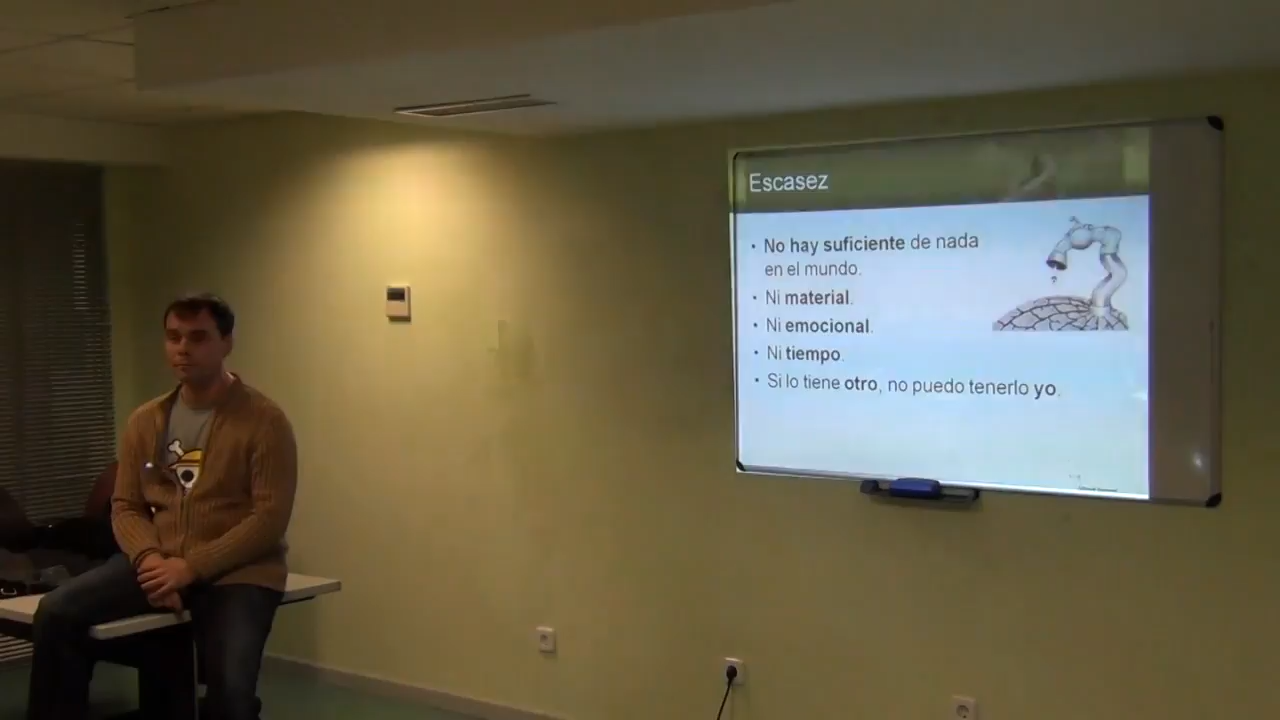 Escasez
• No hay suficiente de nada
en el mundo.
• Ni material.
• Ni emocional.
• Ni tiempo.
• Si lo tiene otro, no puedo tenerlo yo.